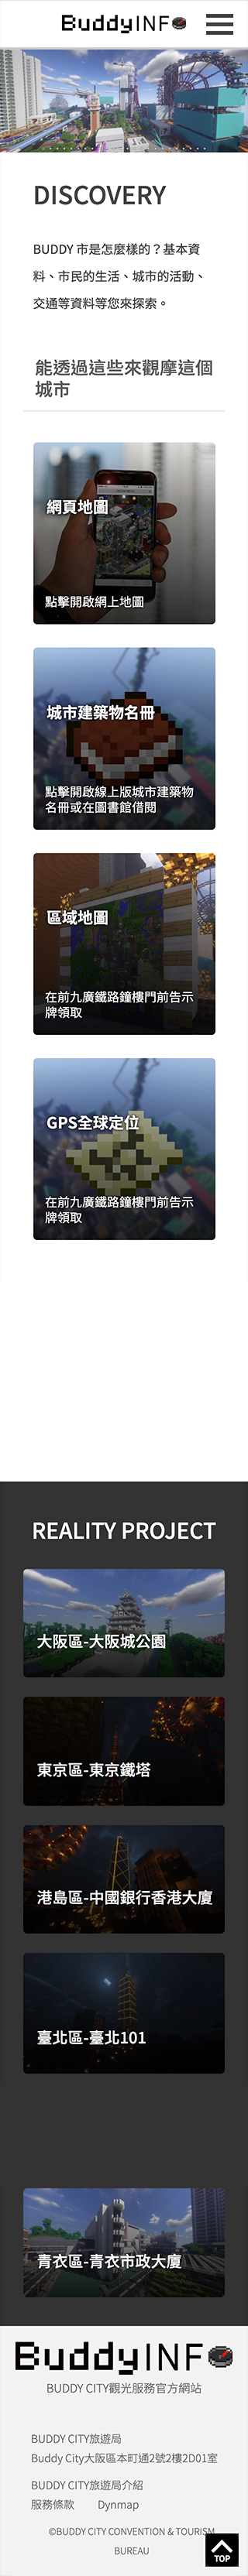 BuddyINF
DISCOVERY
BUDDY 市是怎麼樣的？基本資
料、市民的生活、城市的活動、
交通等資料等您來探索。
能透過這些來觀摩這個
城市
網頁地圖
點擊開啟網上地圖
城市建築物名冊
點擊開啟線上版城市建築物
名冊或在圖書館借閱
區域地圖
在前九廣鐵路鐘樓門前告示
牌領取
GPS全球定位
在前九廣鐵路鐘樓門前告示
牌領取
REALITY PROJECT
大阪區-大阪城公園
東京區-東京鐵塔
港島區-中國銀行香港大廈
臺北區-臺北101
青衣區-青衣市政大廈
BuddyINF
BUDDY CITY觀光服務官方網站
BUDDY CITY旅遊局
Buddy City大阪區本町通2號2樓2D01室
BUDDY CITY旅遊局介紹
服務條款 Dynmap
©BUDDY CITY CONVENTION & TOURISM
BUREAU
TOP